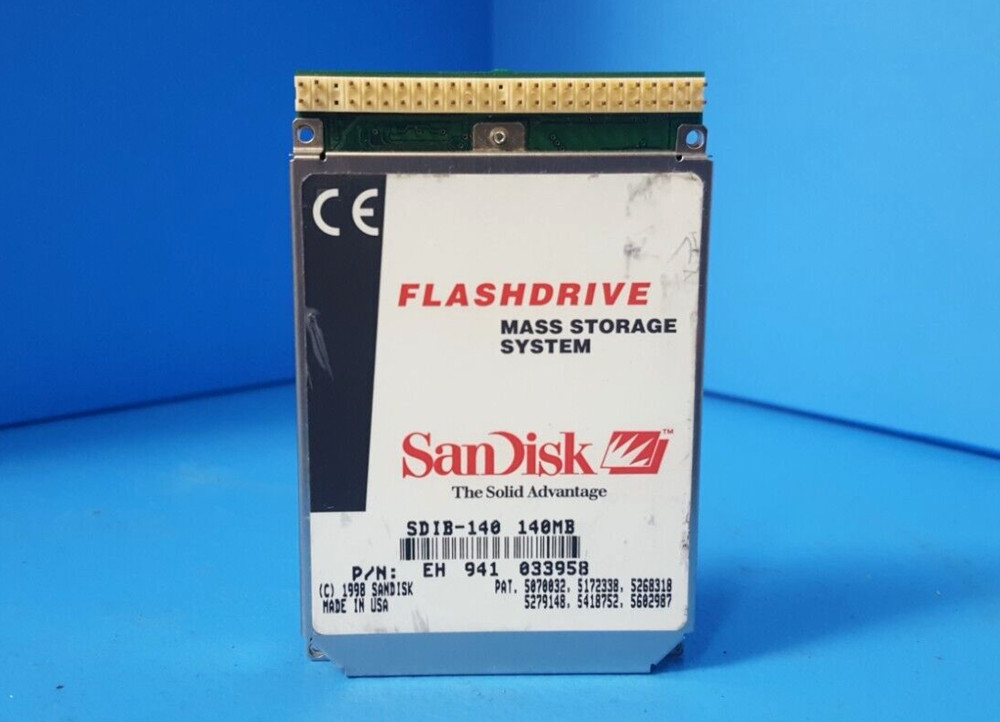 CE
FLASHDRIVE
MASS STORAGE
SYSTEM
SanDisk ™
The Solid Advantage
SDIB-140 140MB
P/N: EH 941 033958
(C) 1998 SANDISK PAT. 5070032, 5172338, 5268318
MADE IN USA 5279148, 5418752, 5602987